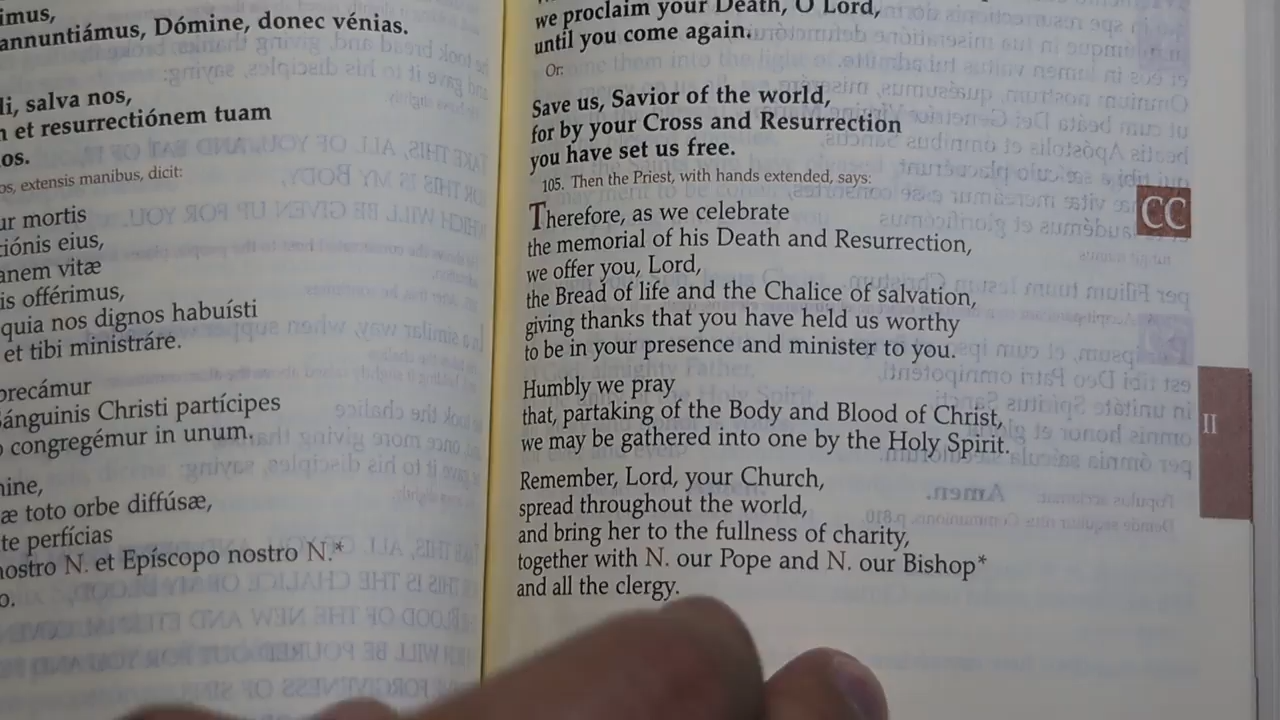 imus,
annuntiámus, Dómine, donec vénias.
li, salva nos,
et resurrectiónem tuam
os.
os, extensis manibus, dicit:
ur mortis
iónis eius,
anem vitæ
is offérimus,
quia nos dignos habuísti
et tibi ministráre.
precámur
Sánguinis Christi partícipes
congregémur in unum.
mine,
æ toto orbe diffúsæ,
te perfícias
nostro N. et Epíscopo nostro N.*
o.
we proclaim your Death, O Lord,
until you come again.
Or:
Save us, Savior of the world,
for by your Cross and Resurrection
you have set us free.
105. Then the Priest, with hands extended, says:
Therefore, as we celebrate
the memorial of his Death and Resurrection,
we offer you, Lord,
the Bread of life and the Chalice of salvation,
giving thanks that you have held us worthy
to be in your presence and minister to you.
Humbly we pray
that, partaking of the Body and Blood of Christ,
we may be gathered into one by the Holy Spirit.
Remember, Lord, your Church,
spread throughout the world,
and bring her to the fullness of charity,
together with N. our Pope and N. our Bishop*
and all the clergy.
CC
II